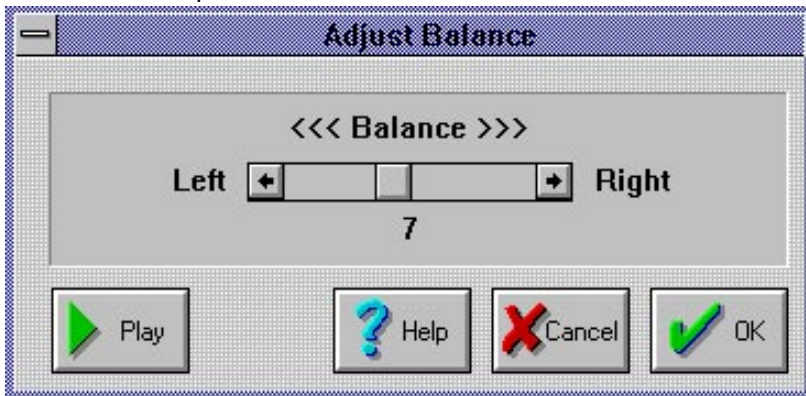 Adjust Balance
<<< Balance >>>
Left Right
7
Play Help Cancel OK